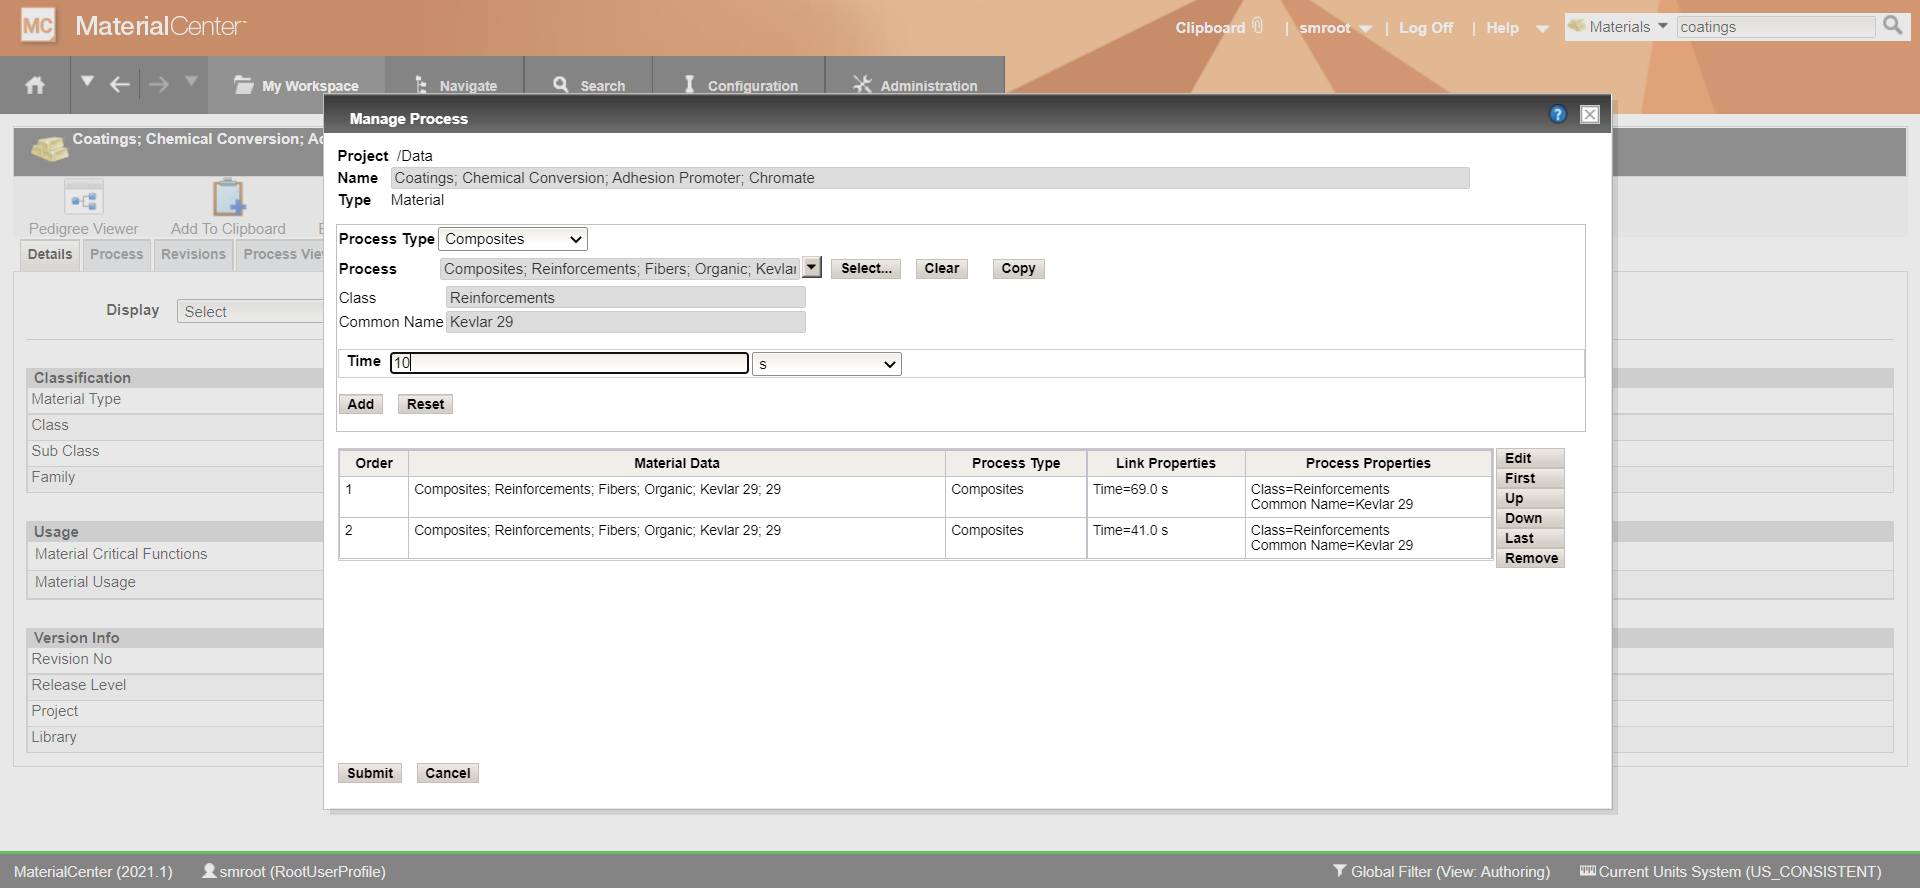 MC MaterialCenter
Clipboard | smroot | Log Off | Help
Materials coatings
My Workspace Navigate Search Configuration Administration
Coatings; Chemical Conversion; Ad
Pedigree Viewer Add To Clipboard
Details Process Revisions Process Vie
Display Select
Classification
Material Type
Class
Sub Class
Family
Usage
Material Critical Functions
Material Usage
Version Info
Revision No
Release Level
Project
Library
Manage Process ?
Project /Data
Name Coatings; Chemical Conversion; Adhesion Promoter; Chromate
Type Material
Process Type Composites
Process Composites; Reinforcements; Fibers; Organic; Kevlar Select... Clear Copy
Class Reinforcements
Common Name Kevlar 29
Time 10 s
Add Reset
Order Material Data Process Type Link Properties Process Properties
1 Composites; Reinforcements; Fibers; Organic; Kevlar 29; 29 Composites Time=69.0 s Class=Reinforcements
Common Name=Kevlar 29
2 Composites; Reinforcements; Fibers; Organic; Kevlar 29; 29 Composites Time=41.0 s Class=Reinforcements
Common Name=Kevlar 29
Edit
First
Up
Down
Last
Remove
Submit Cancel
MaterialCenter (2021.1) smroot (RootUserProfile) Global Filter (View: Authoring) Current Units System (US_CONSISTENT)